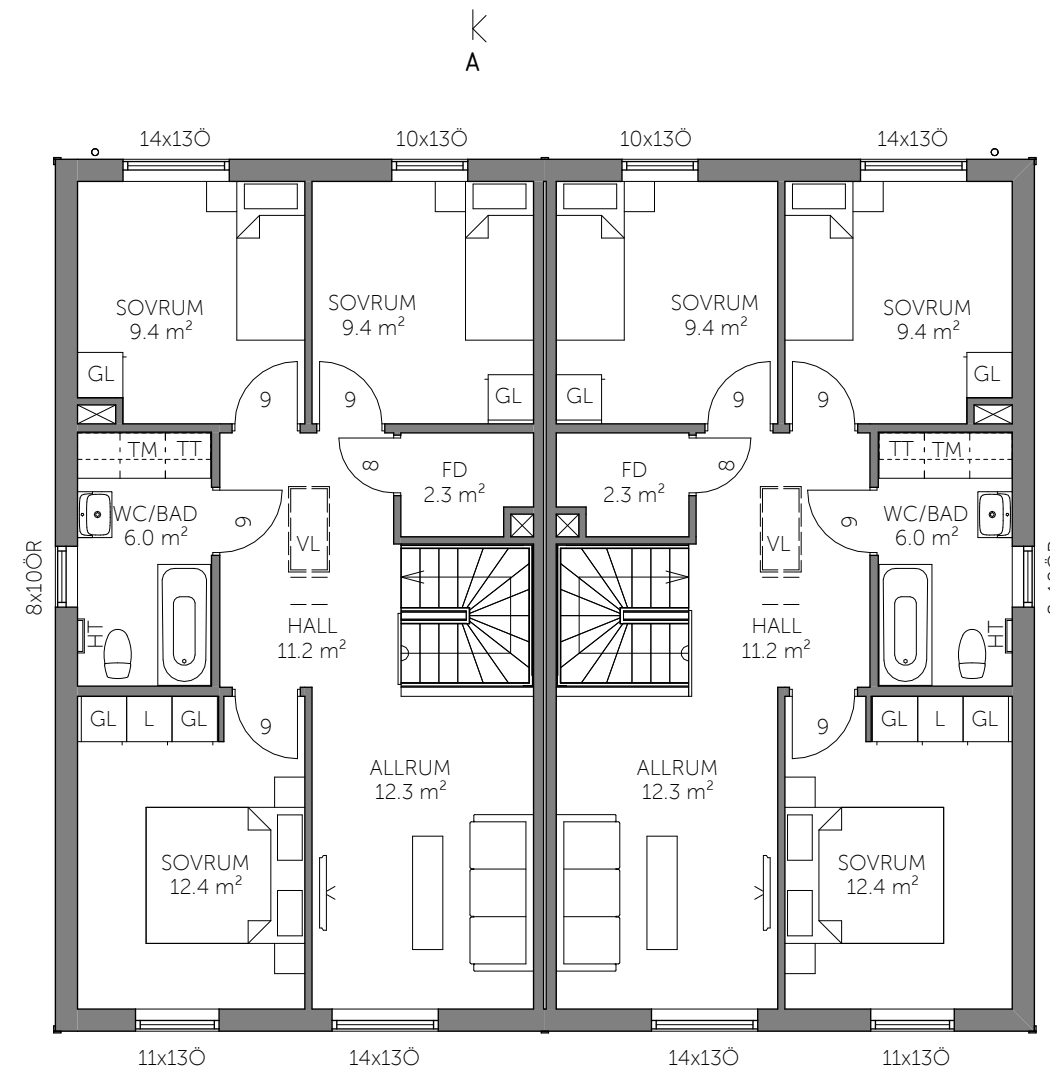 A
14x13Ö
10x13Ö
10x13Ö
14x13Ö
SOVRUM
9.4 m²
SOVRUM
9.4 m²
SOVRUM
9.4 m²
SOVRUM
9.4 m²
GL
GL
GL
GL
9
9
9
9
TM
TT
8
FD
2.3 m²
FD
2.3 m²
8
TT
TM
WC/BAD
6.0 m²
9
VL
VL
9
WC/BAD
6.0 m²
8x10ÖR
HT
HALL
11.2 m²
HALL
11.2 m²
HT
GL
L
GL
9
9
GL
L
GL
ALLRUM
12.3 m²
ALLRUM
12.3 m²
SOVRUM
12.4 m²
SOVRUM
12.4 m²
11x13Ö
14x13Ö
14x13Ö
11x13Ö